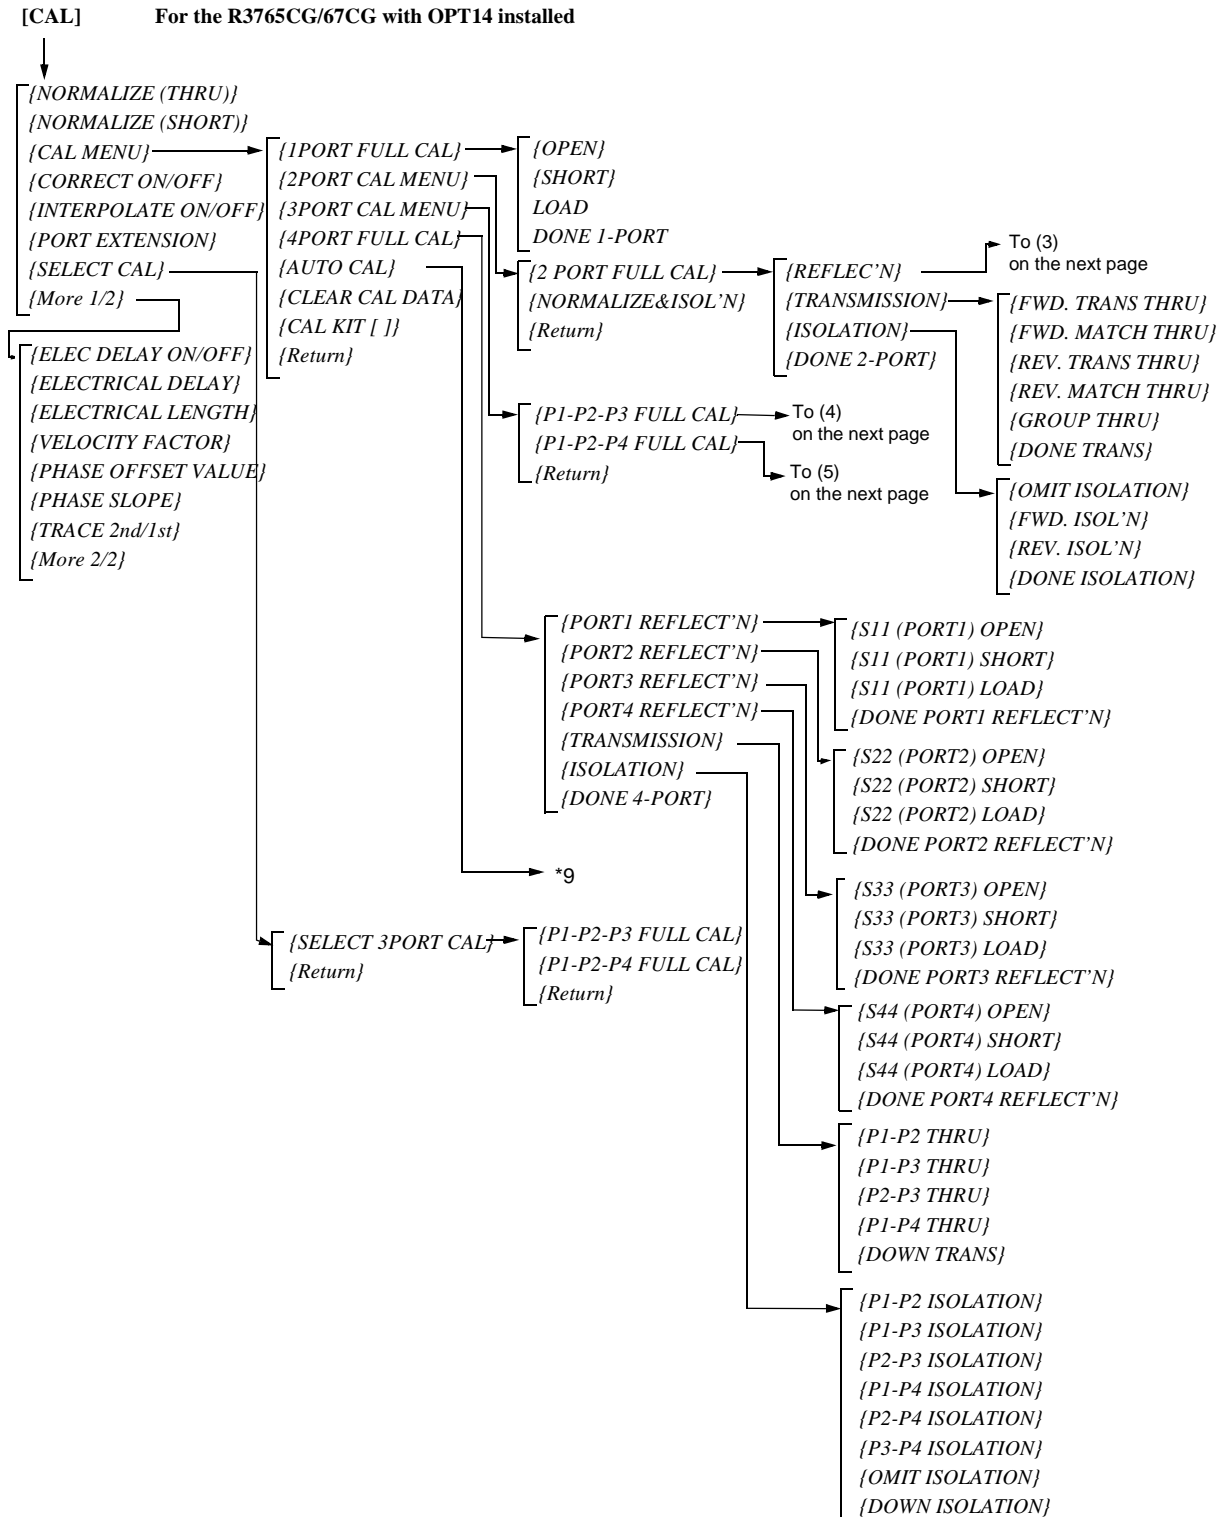 [CAL] For the R3765CG/67CG with OPT14 installed
{NORMALIZE (THRU)}
{NORMALIZE (SHORT)}
{CAL MENU}
{CORRECT ON/OFF}
{INTERPOLATE ON/OFF}
{PORT EXTENSION}
{SELECT CAL}
{More 1/2}
{ELEC DELAY ON/OFF}
{ELECTRICAL DELAY}
{ELECTRICAL LENGTH}
{VELOCITY FACTOR}
{PHASE OFFSET VALUE}
{PHASE SLOPE}
{TRACE 2nd/1st}
{More 2/2}
{1PORT FULL CAL}
{2PORT CAL MENU}
{3PORT CAL MENU}
{4PORT FULL CAL}
{AUTO CAL}
{CLEAR CAL DATA}
{CAL KIT [ ]}
{Return}
{OPEN}
{SHORT}
LOAD
DONE 1-PORT
{2 PORT FULL CAL}
{NORMALIZE&ISOL'N}
{Return}
{REFLEC'N}
{TRANSMISSION}
{ISOLATION}
{DONE 2-PORT}
To (3)
on the next page
{FWD. TRANS THRU}
{FWD. MATCH THRU}
{REV. TRANS THRU}
{REV. MATCH THRU}
{GROUP THRU}
{DONE TRANS}
{OMIT ISOLATION}
{FWD. ISOL'N}
{REV. ISOL'N}
{DONE ISOLATION}
{P1-P2-P3 FULL CAL}
{P1-P2-P4 FULL CAL}
{Return}
To (4)
on the next page
To (5)
on the next page
{PORT1 REFLECT'N}
{PORT2 REFLECT'N}
{PORT3 REFLECT'N}
{PORT4 REFLECT'N}
{TRANSMISSION}
{ISOLATION}
{DONE 4-PORT}
{S11 (PORT1) OPEN}
{S11 (PORT1) SHORT}
{S11 (PORT1) LOAD}
{DONE PORT1 REFLECT'N}
{S22 (PORT2) OPEN}
{S22 (PORT2) SHORT}
{S22 (PORT2) LOAD}
{DONE PORT2 REFLECT'N}
{S33 (PORT3) OPEN}
{S33 (PORT3) SHORT}
{S33 (PORT3) LOAD}
{DONE PORT3 REFLECT'N}
{S44 (PORT4) OPEN}
{S44 (PORT4) SHORT}
{S44 (PORT4) LOAD}
{DONE PORT4 REFLECT'N}
{P1-P2 THRU}
{P1-P3 THRU}
{P2-P3 THRU}
{P1-P4 THRU}
{DOWN TRANS}
{P1-P2 ISOLATION}
{P1-P3 ISOLATION}
{P2-P3 ISOLATION}
{P1-P4 ISOLATION}
{P2-P4 ISOLATION}
{P3-P4 ISOLATION}
{OMIT ISOLATION}
{DOWN ISOLATION}
*9
{SELECT 3PORT CAL}
{Return}
{P1-P2-P3 FULL CAL}
{P1-P2-P4 FULL CAL}
{Return}